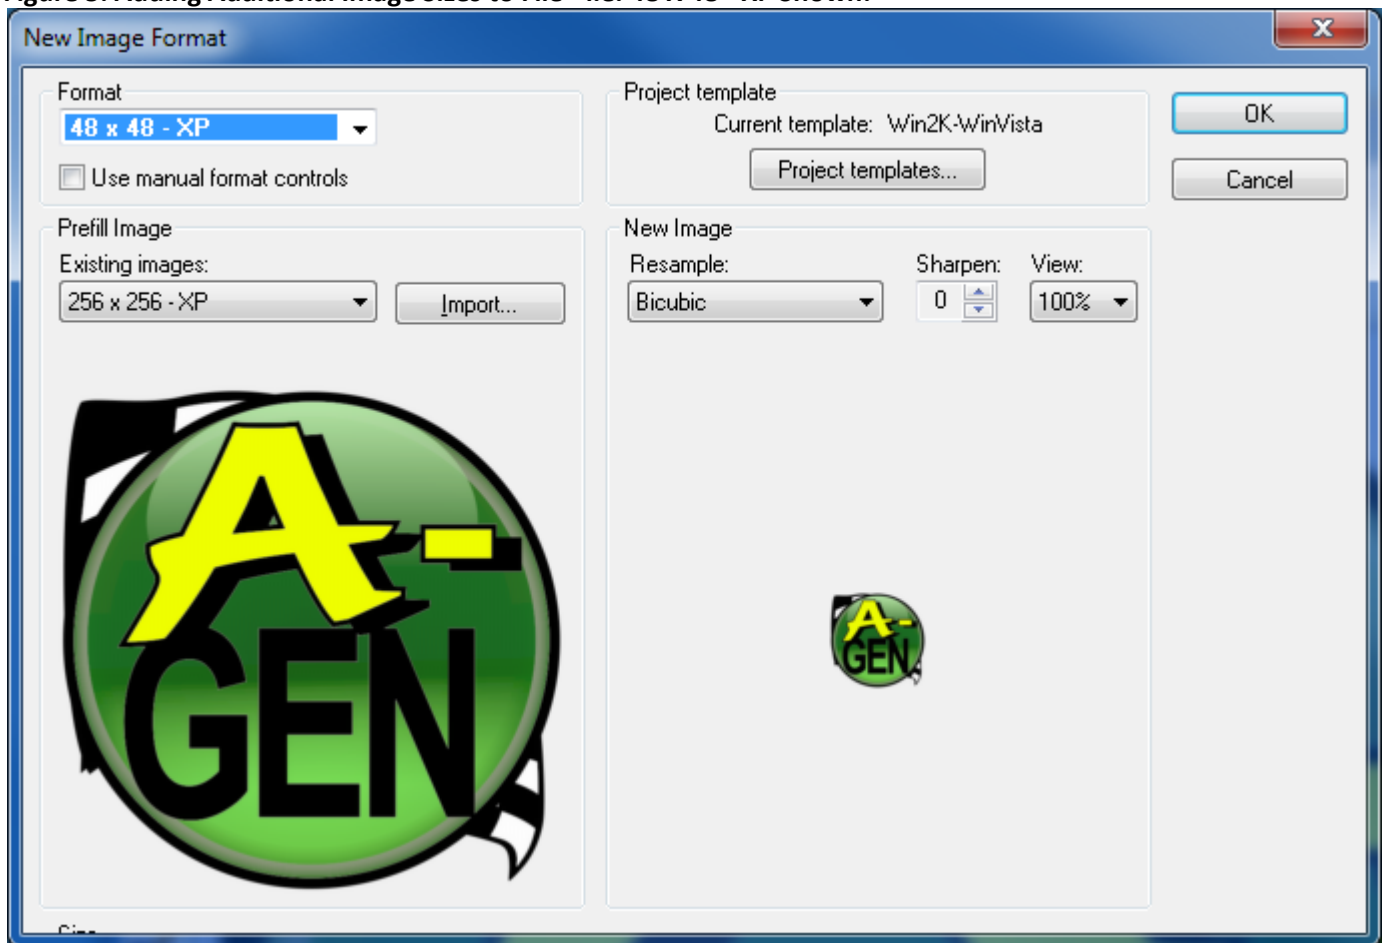 New Image Format
Format
48 x 48 - XP
Use manual format controls
Project template
Current template: Win2K-WinVista
Project templates...
OK
Cancel
Prefill Image
Existing images:
256 x 256 - XP
Import...
New Image
Resample:
Bicubic
Sharpen:
0
View:
100%
A-
GEN
A-
GEN